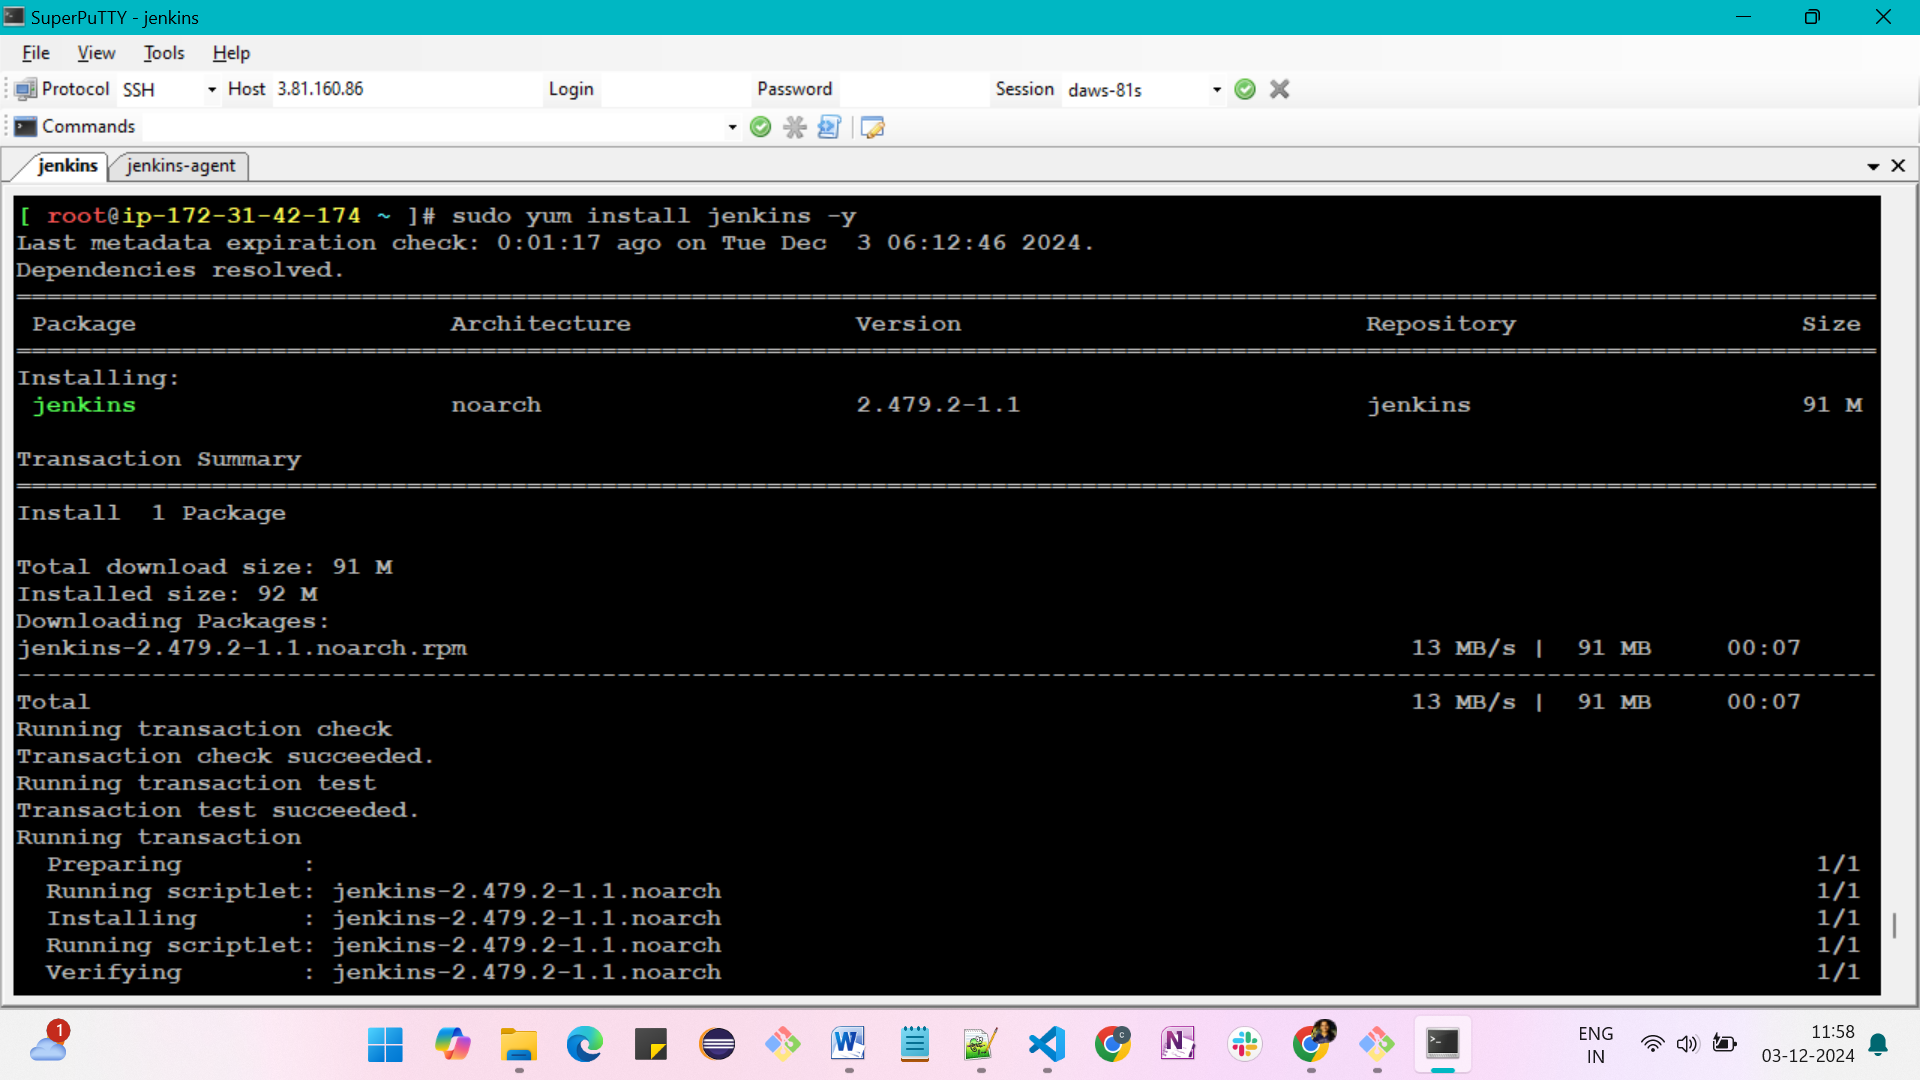 SuperPuTTY - jenkins
File View Tools Help
Protocol SSH Host 3.81.160.86 Login Password Session daws-81s
Commands
jenkins jenkins-agent
[ root@ip-172-31-42-174 ~ ]# sudo yum install jenkins -y
Last metadata expiration check: 0:01:17 ago on Tue Dec  3 06:12:46 2024.
Dependencies resolved.
================================================================================
Package Architecture Version Repository Size
================================================================================
Installing:
jenkins noarch 2.479.2-1.1 jenkins 91 M
Transaction Summary
================================================================================
Install  1 Package
Total download size: 91 M
Installed size: 92 M
Downloading Packages:
jenkins-2.479.2-1.1.noarch.rpm 13 MB/s |  91 MB 00:07
--------------------------------------------------------------------------------
Total 13 MB/s |  91 MB 00:07
Running transaction check
Transaction check succeeded.
Running transaction test
Transaction test succeeded.
Running transaction
Preparing : 1/1
Running scriptlet: jenkins-2.479.2-1.1.noarch 1/1
Installing : jenkins-2.479.2-1.1.noarch 1/1
Running scriptlet: jenkins-2.479.2-1.1.noarch 1/1
Verifying : jenkins-2.479.2-1.1.noarch 1/1
1
ENG
IN
11:58
03-12-2024